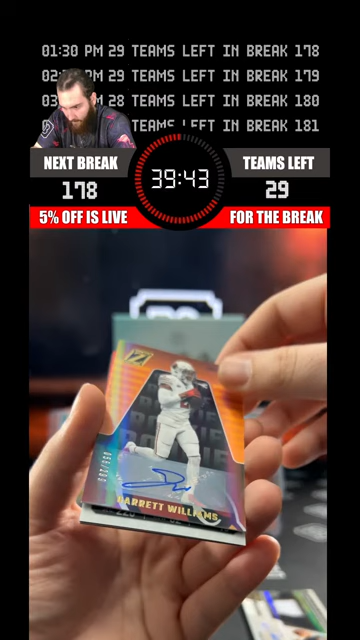 01:30 PM 29 TEAMS LEFT IN BREAK 178
29 TEAMS LEFT IN BREAK 179
28 TEAMS LEFT IN BREAK 180
TEAMS LEFT IN BREAK 181
NEXT BREAK
178
39:43
TEAMS LEFT
29
5% OFF IS LIVE
FOR THE BREAK
Z
ROOKIE
GARRETT WILLIAMS